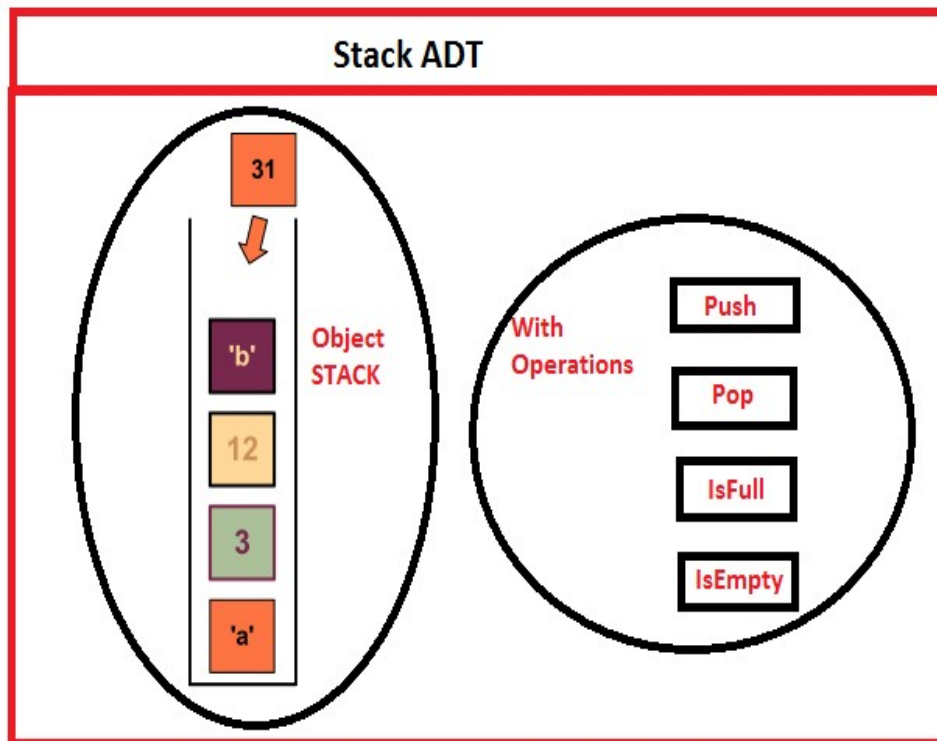 Stack ADT
31
'b'
12
3
'a'
Object
STACK
With
Operations
Push
Pop
IsFull
IsEmpty